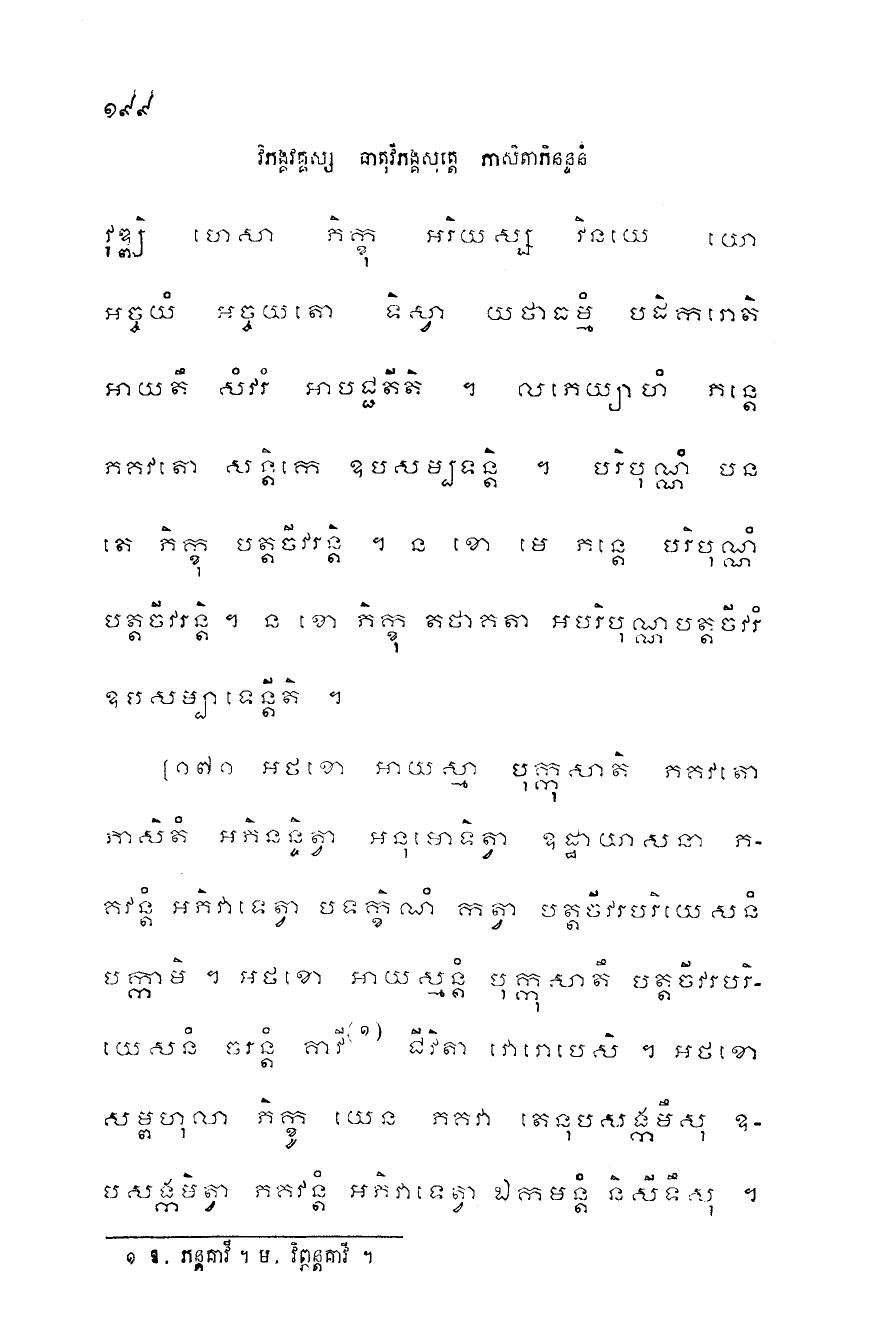 ១៩៩
វិភង្គវគ្គស្ស ធាតុវិភង្គសុត្តេ ភាសិតាភិនន្ទនំ
វុឌ្ឍិ ហេសា ភិក្ខុ អរិយស្ស វិនយេ យោ
អច្ចយំ អច្ចយតោ ទិស្វា យថាធម្មំ បដិករោតិ
អាយតឹ សំវរំ អាបជ្ជតីតិ ។ លភេយ្យាហំ ភន្តេ
ភគវតោ សន្តិកេ ឧបសម្បទន្តិ ។ បរិបុណ្ណំ បន
តេ ភិក្ខុ បត្តចីវរន្តិ ។ ន ខោ មេ ភន្តេ បរិបុណ្ណំ
បត្តចីវរន្តិ ។ ន ខោ ភិក្ខុ តថាគតា អបរិបុណ្ណបត្តចីវរំ
ឧបសម្បាទេន្តីតិ ។
[១៧១ អថខោ អាយស្មា បុក្កុសាតិ ភគវតោ
ភាសិតំ អភិនន្ទិត្វា អនុមោទិត្វា ឧដ្ឋាយាសនា ភ-
គវន្តំ អភិវាទេត្វា បទក្ខិណំ កត្វា បត្តចីវរបរិយេសនំ
បក្កាមិ ។ អថខោ អាយស្មន្តំ បុក្កុសាតឹ បត្តចីវរបរិ-
យេសនំ ចរន្តំ គាវី(១) ជីវិតា វោរោបេសិ ។ អថខោ
សម្ពហុលា ភិក្ខូ យេន ភគវា តេនុបសង្កមឹសុ ឧ-
បសង្កមិត្វា ភគវន្តំ អភិវាទេត្វា ឯកមន្តំ និសីទឹសុ ។
១ ឱ. ភន្តគាវី ។ ម. វិព្ភន្តគាវី ។